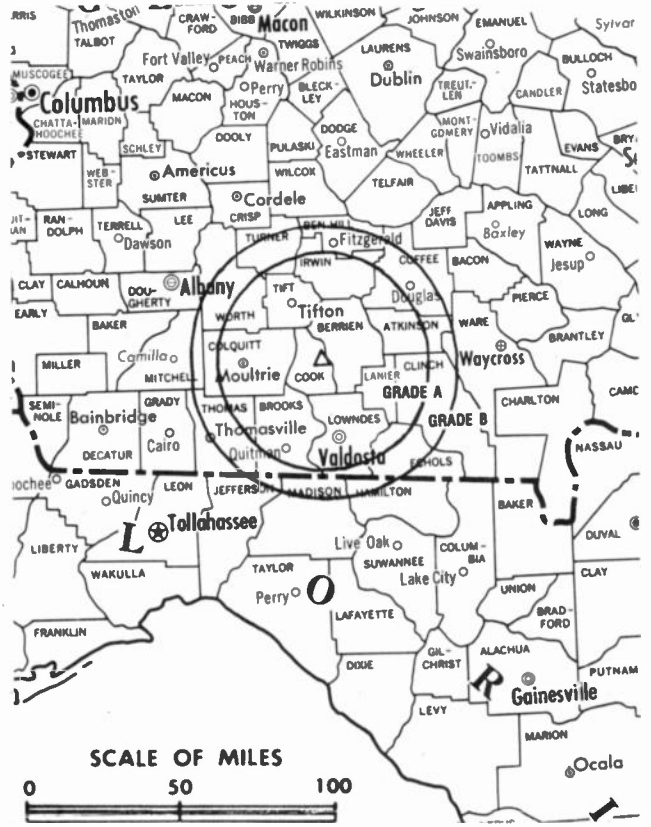 ARRIS
Thomaston
TALBOT
CRAW-
FORD
BIBB
Macon
TWIGGS
WILKINSON
JOHNSON
EMANUEL
Sylvar
Fort Valley
PEACH
Warner Robins
LAURENS
Dublin
Swainsboro
BULLOCH
Statesbo
MUSCOGEE
Columbus
TAYLOR
MACON
Perry
HOUS-
TON
BLECK-
LEY
TREUT-
LEN
CANDLER
CHATTA-
HOOCHEE
MARION
SCHLEY
DOOLY
PULASKI
DODGE
Eastman
WHEELER
MONT-
GOMERY
Vidalia
TOOMBS
EVANS
BRY
STEWART
WEB-
STER
Americus
SUMTER
WILCOX
TELFAIR
TATTNALL
LIBE
RAN-
DOLPH
TERRELL
Dawson
LEE
Cordele
CRISP
TURNER
BEN HILL
Fitzgerald
IRWIN
JEFF
DAVIS
COFFEE
APPLING
Baxley
BACON
LONG
WAYNE
Jesup
CLAY
CALHOUN
DOU-
GHERTY
Albany
WORTH
TIFT
Tifton
Douglas
PIERCE
EARLY
BAKER
BERRIEN
ATKINSON
WARE
Waycross
BRANTLEY
GL
MILLER
Camilla
MITCHELL
COLQUITT
Moultrie
COOK
LANIER
CLINCH
GRADE A
CHARLTON
CAMD
SEMI-
NOLE
Bainbridge
DECATUR
GRADY
Cairo
THOMAS
Thomasville
BROOKS
Quitman
LOWNDES
Valdosta
GRADE B
ECHOLS
NASSAU
oochee
GADSDEN
Quincy
LEON
JEFFERSON
MADISON
HAMILTON
BAKER
LIBERTY
L
Tallahassee
WAKULLA
Live Oak
SUWANNEE
COLUM-
BIA
Lake City
DUVAL
CLAY
TAYLOR
Perry
O
LAFAYETTE
UNION
BRAD-
FORD
FRANKLIN
DIXIE
GIL-
CHRIST
ALACHUA
R
Gainesville
PUTNAM
LEVY
MARION
Ocala
I
SCALE OF MILES
0 50 100